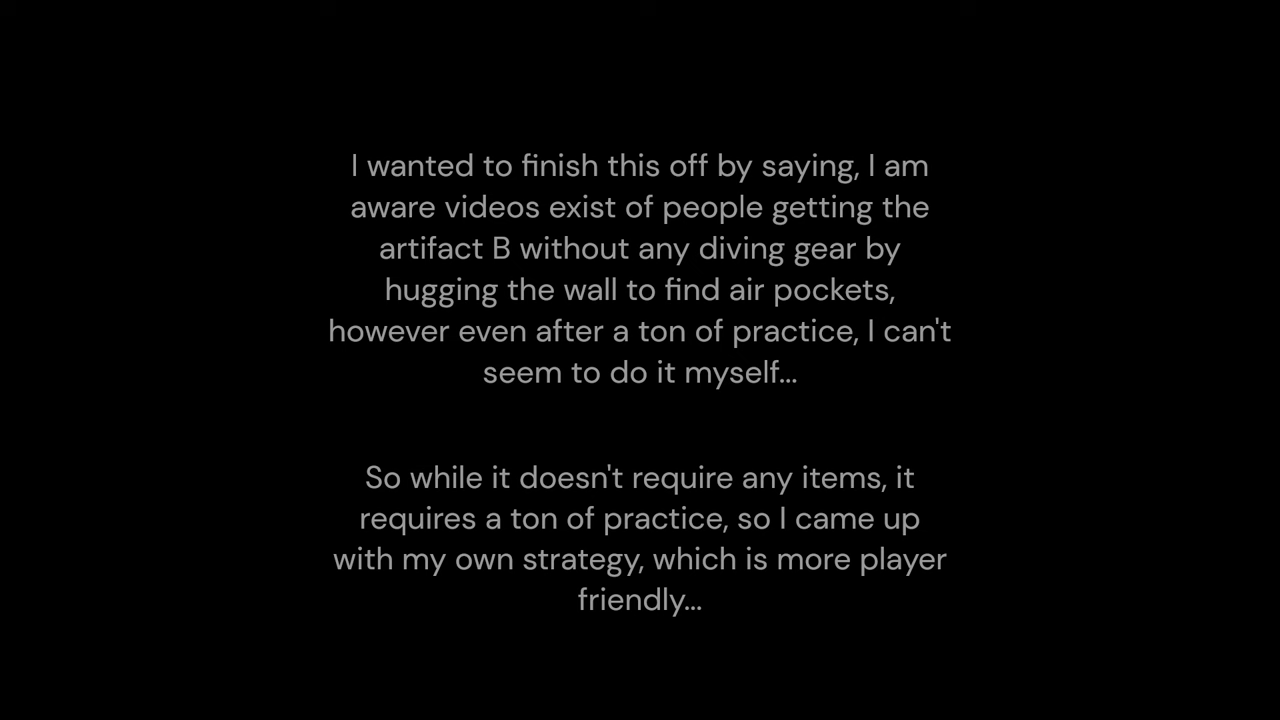 I wanted to finish this off by saying, I am
aware videos exist of people getting the
artifact B without any diving gear by
hugging the wall to find air pockets,
however even after a ton of practice, I can't
seem to do it myself...
So while it doesn't require any items, it
requires a ton of practice, so I came up
with my own strategy, which is more player
friendly...